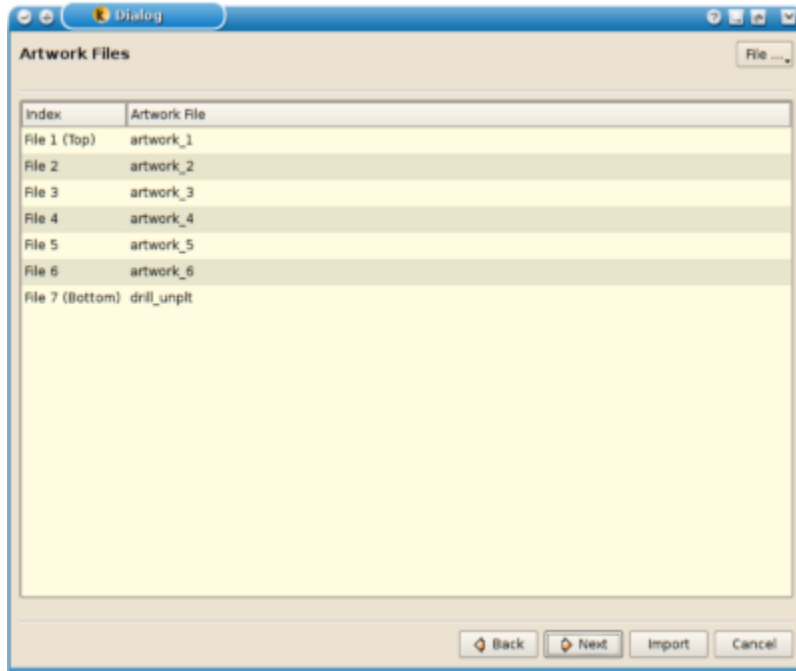 Dialog
Artwork Files
File ...
Index Artwork File
File 1 (Top) artwork_1
File 2 artwork_2
File 3 artwork_3
File 4 artwork_4
File 5 artwork_5
File 6 artwork_6
File 7 (Bottom) drill_unplt
Back Next Import Cancel